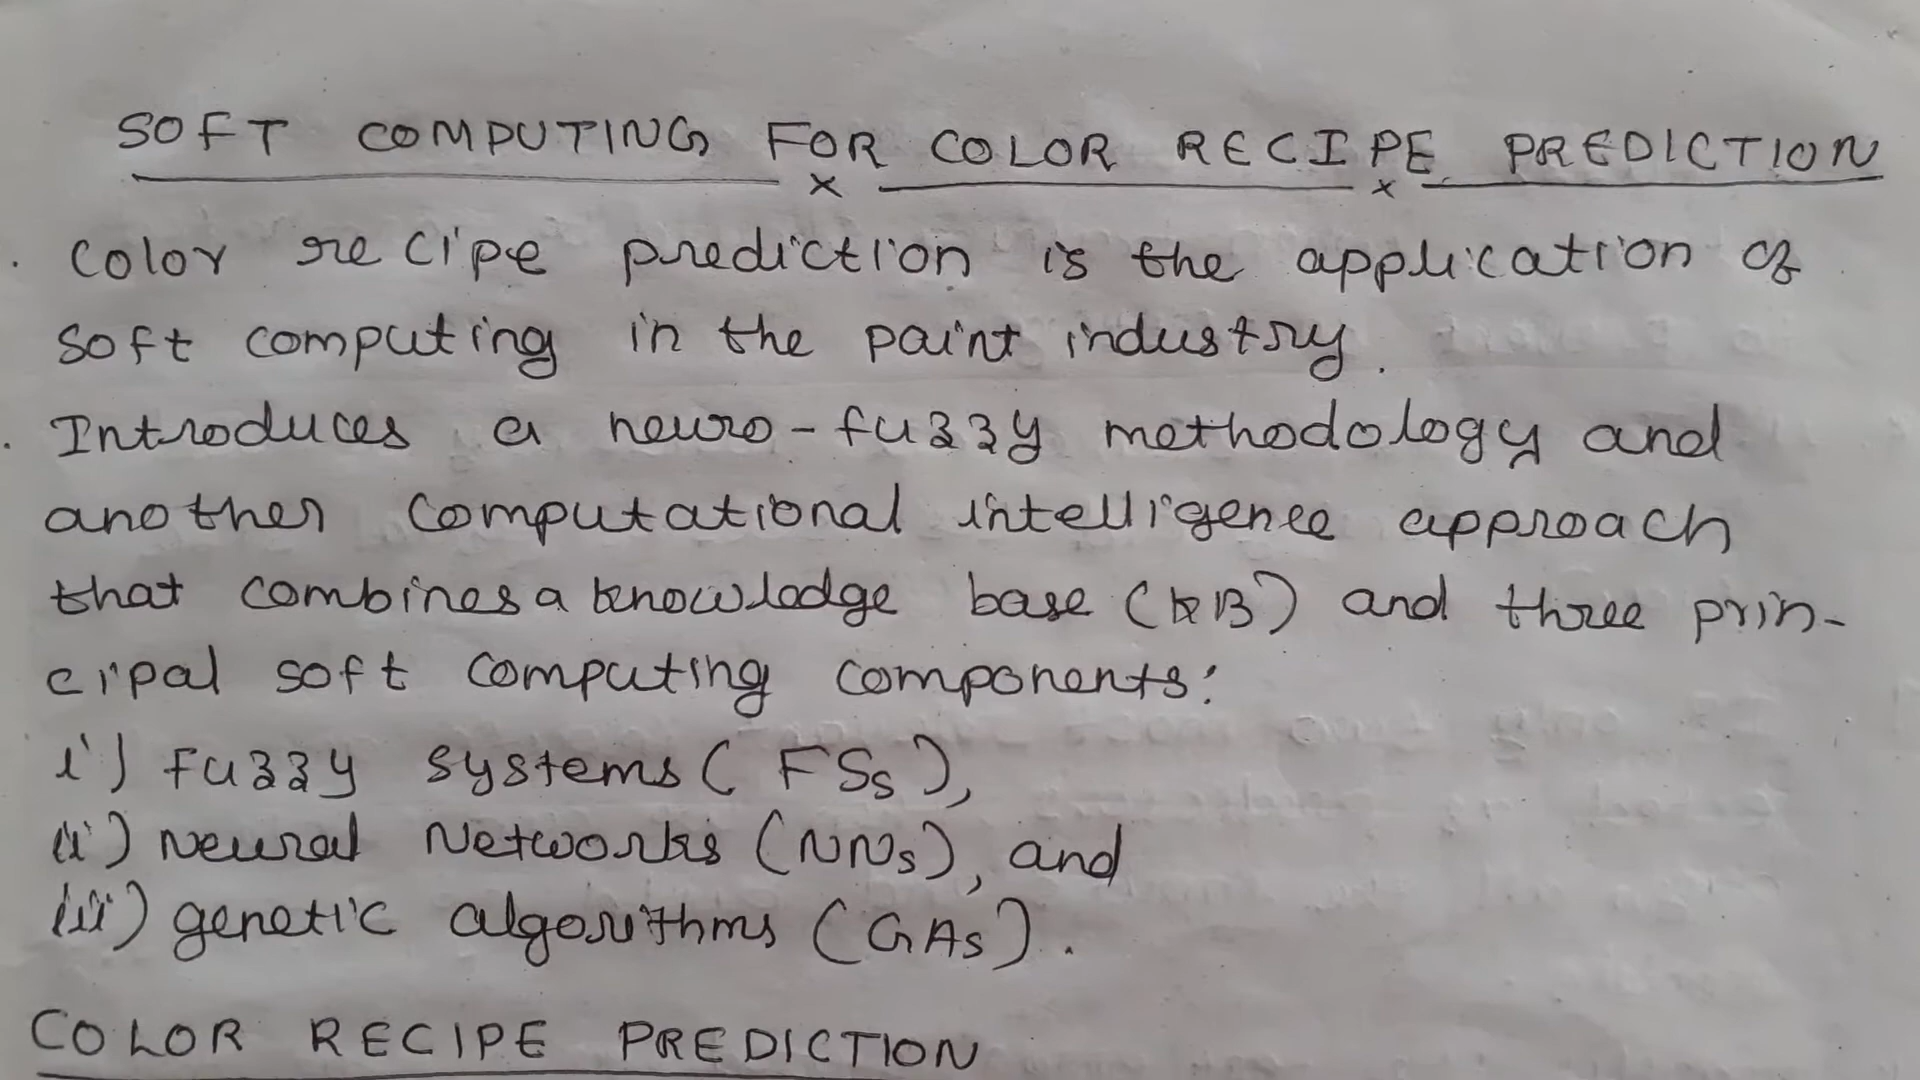 SOFT COMPUTING FOR COLOR RECIPE PREDICTION
. Color recipe prediction is the application of
soft computing in the paint industry.
. Introduces a neuro-fuzzy methodology and
another computational intelligence approach
that combines a knowledge base (KB) and three prin-
cipal soft computing components:
i) fuzzy systems (FSs),
ii) Neural Networks (NNs), and
iii) genetic algorithms (GAs).
COLOR RECIPE PREDICTION